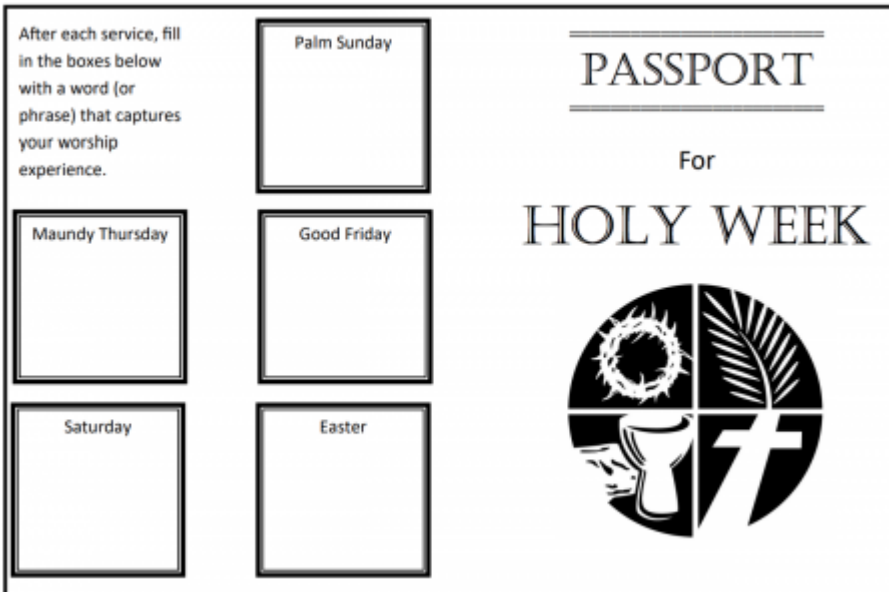 After each service, fill
in the boxes below
with a word (or
phrase) that captures
your worship
experience.
Palm Sunday
Maundy Thursday
Good Friday
Saturday
Easter
PASSPORT
For
HOLY WEEK